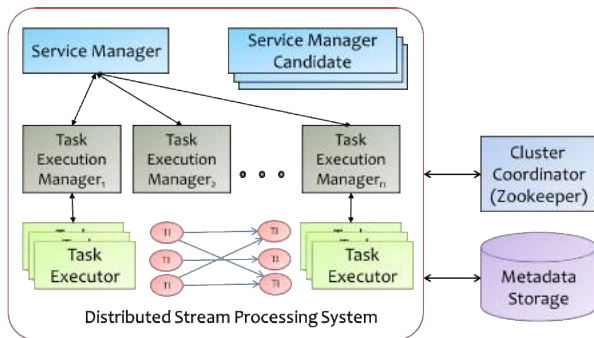 Service Manager
Service Manager
Candidate
Task
Execution
Manager1
Task
Execution
Manager2
Task
Execution
Managern
Cluster
Coordinator
(Zookeeper)
Task
Executor
TI
TI
TI
TI
TI
TI
Task
Executor
Metadata
Storage
Distributed Stream Processing System